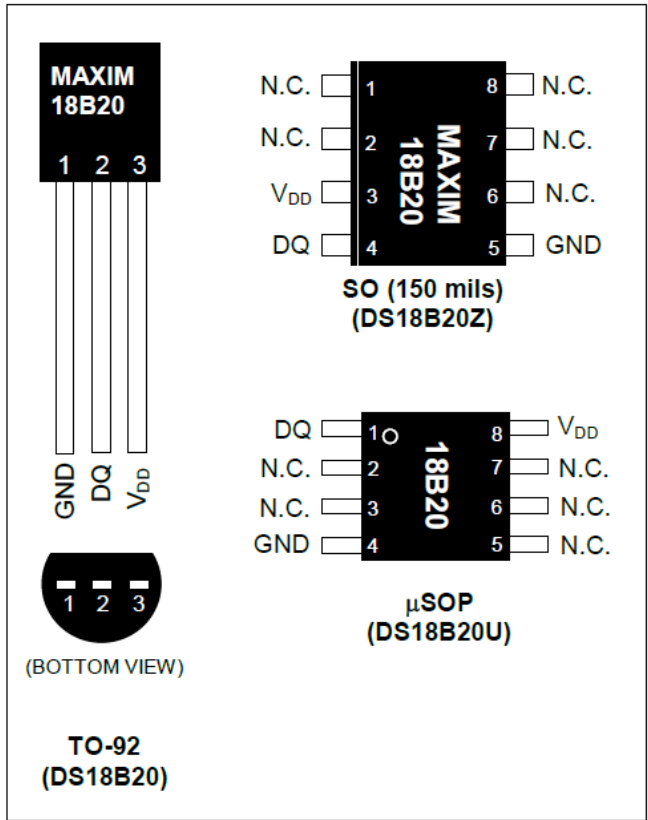 MAXIM
18B20
1 2 3
GND DQ VDD
1 2 3
(BOTTOM VIEW)
TO-92
(DS18B20)
N.C. 1 8 N.C.
N.C. 2 7 N.C.
VDD 3 6 N.C.
DQ 4 5 GND
MAXIM
18B20
SO (150 mils)
(DS18B20Z)
DQ 1 8 VDD
N.C. 2 7 N.C.
N.C. 3 6 N.C.
GND 4 5 N.C.
18B20
μSOP
(DS18B20U)